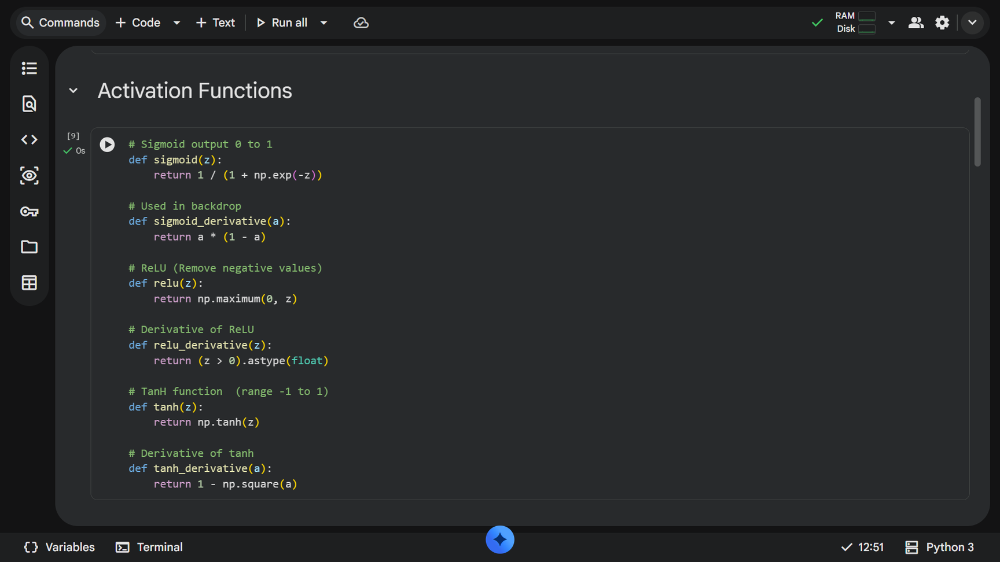 Commands + Code + Text Run all RAM
Disk
Activation Functions
[9]
0s
# Sigmoid output 0 to 1
def sigmoid(z):
    return 1 / (1 + np.exp(-z))
# Used in backdrop
def sigmoid_derivative(a):
    return a * (1 - a)
# ReLU (Remove negative values)
def relu(z):
    return np.maximum(0, z)
# Derivative of ReLU
def relu_derivative(z):
    return (z > 0).astype(float)
# TanH function  (range -1 to 1)
def tanh(z):
    return np.tanh(z)
# Derivative of tanh
def tanh_derivative(a):
    return 1 - np.square(a)
{} Variables Terminal 12:51 Python 3